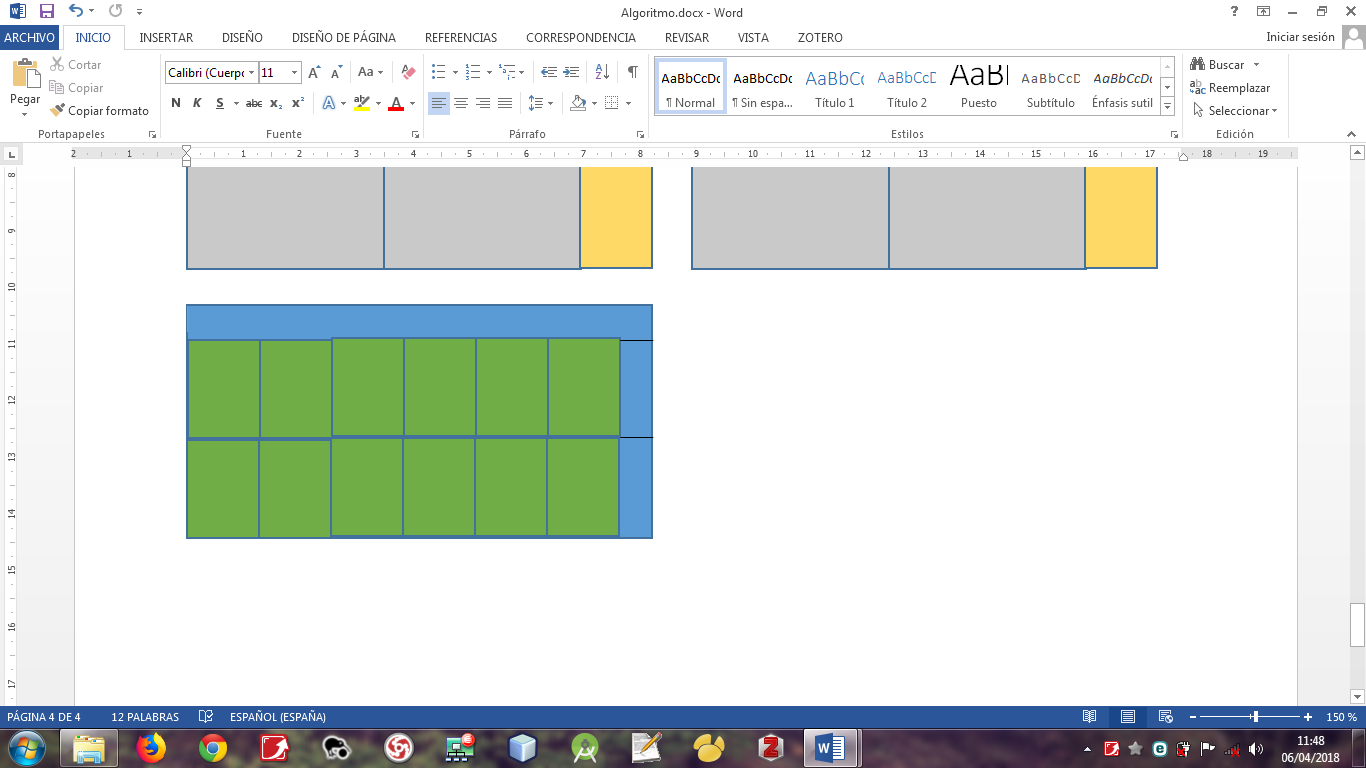 Algoritmo.docx - Word
ARCHIVO INICIO INSERTAR DISEÑO DISEÑO DE PÁGINA REFERENCIAS CORRESPONDENCIA REVISAR VISTA ZOTERO Iniciar sesión
Pegar
Cortar
Copiar
Copiar formato
Portapapeles
Calibri (Cuerpo 11
N K S abc x₂ x²
Fuente
Párrafo
AaBbCcDc AaBbCcDc AaBbCc AaBbCcD AaBb AaBbCcD AaBbCcDc
¶ Normal ¶ Sin espa... Título 1 Título 2 Puesto Subtítulo Énfasis sutil
Estilos
Buscar
Reemplazar
Seleccionar
Edición
2 1 1 2 3 4 5 6 7 8 9 10 11 12 13 14 15 16 17 18 19
8
9
10
11
12
13
14
15
16
17
PÁGINA 4 DE 4 12 PALABRAS ESPAÑOL (ESPAÑA) 150 %
11:48
06/04/2018